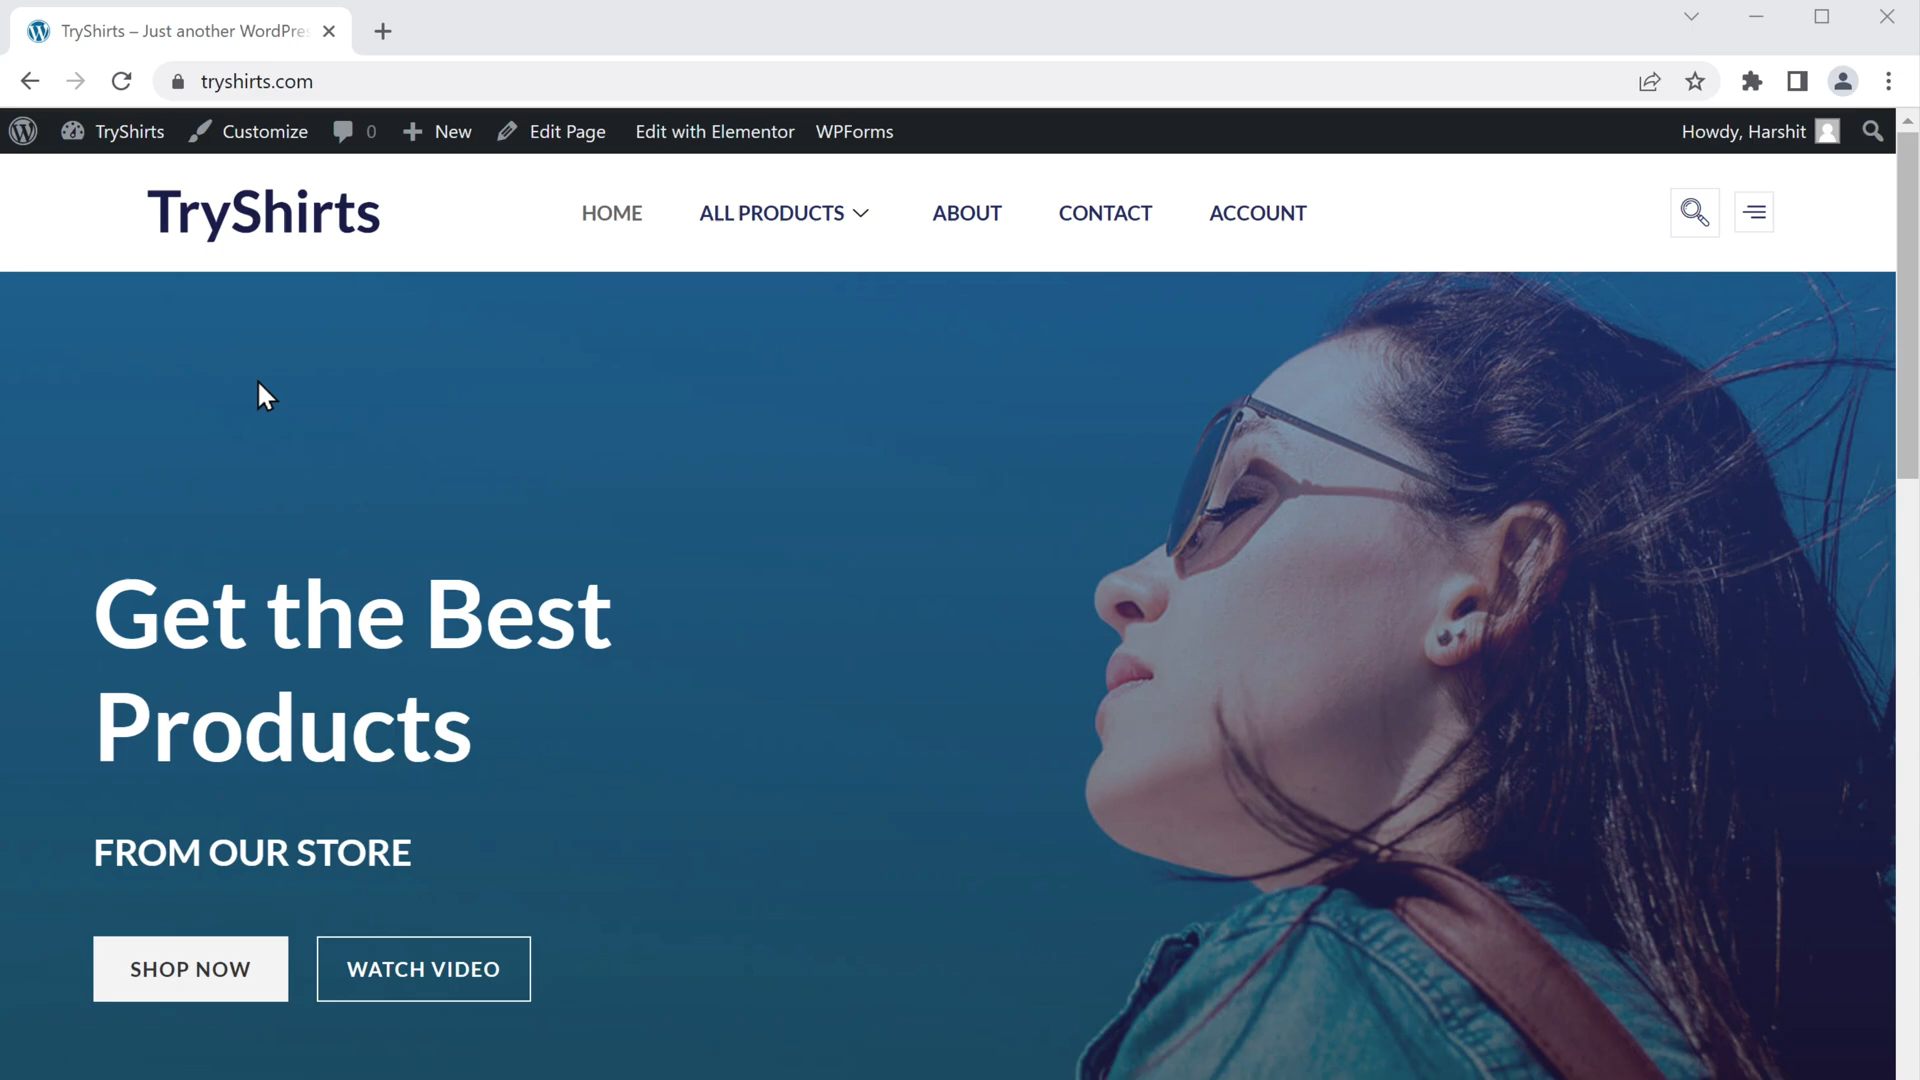 TryShirts – Just another WordPres
tryshirts.com
TryShirts Customize 0 New Edit Page Edit with Elementor WPForms Howdy, Harshit
TryShirts HOME ALL PRODUCTS ABOUT CONTACT ACCOUNT
Get the Best
Products
FROM OUR STORE
SHOP NOW WATCH VIDEO